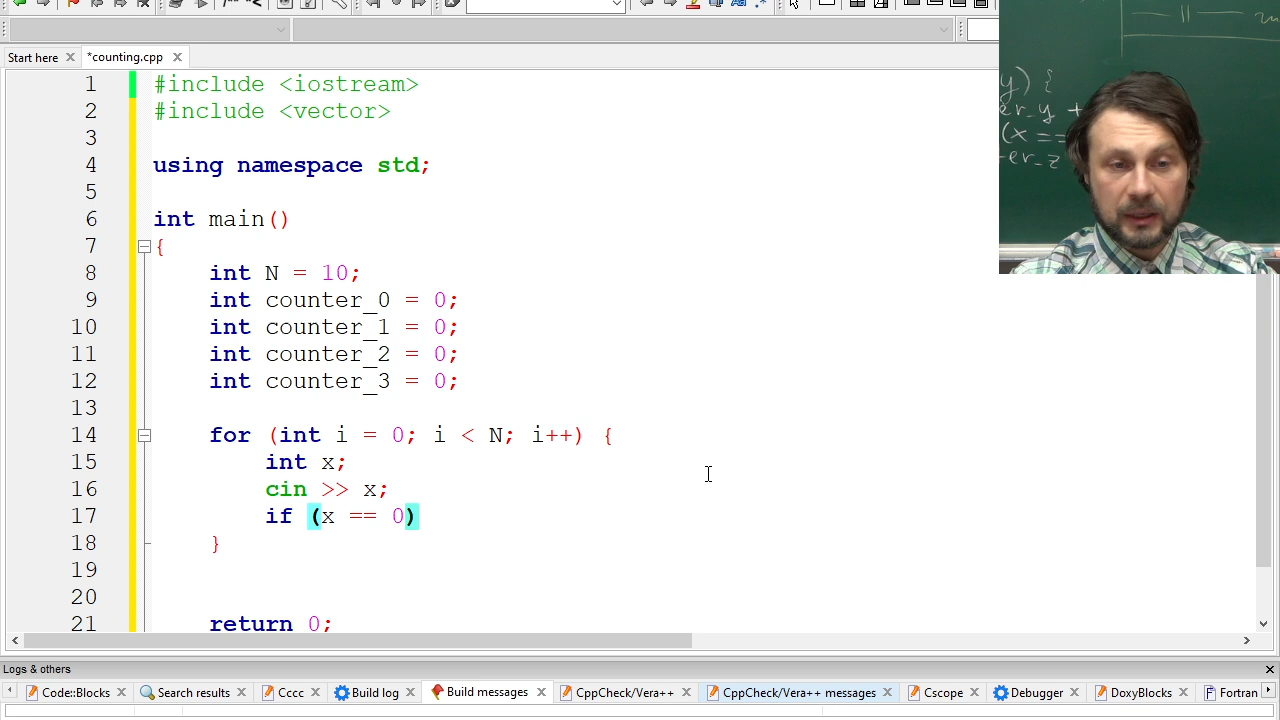 Start here
*counting.cpp
1 #include <iostream>
2 #include <vector>
3
4 using namespace std;
5
6 int main()
7 {
8 int N = 10;
9 int counter_0 = 0;
10 int counter_1 = 0;
11 int counter_2 = 0;
12 int counter_3 = 0;
13
14 for (int i = 0; i < N; i++) {
15 int x;
16 cin >> x;
17 if (x == 0)
18 }
19
20
21 return 0;
y) {
er_y +
(x ==
er_z
Logs & others
Code::Blocks
Search results
Cccc
Build log
Build messages
CppCheck/Vera++
CppCheck/Vera++ messages
Cscope
Debugger
DoxyBlocks
Fortran